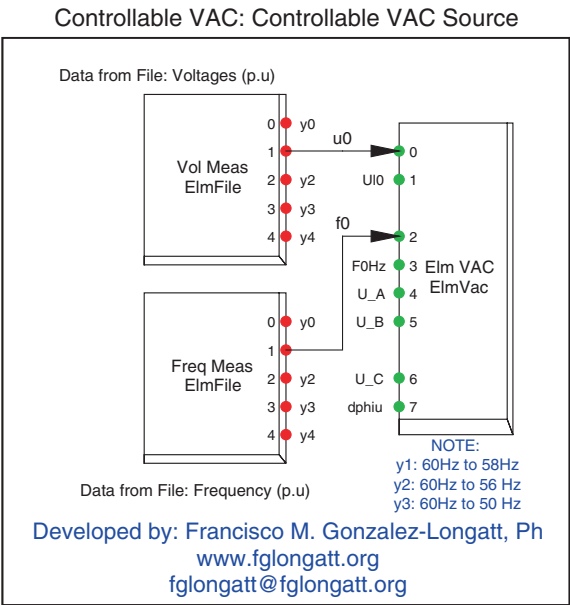 Controllable VAC: Controllable VAC Source
Data from File: Voltages (p.u)
Vol Meas
ElmFile
0 y0
1
2 y2
3 y3
4 y4
u0
f0
0
UI0 1
2
F0Hz 3
U_A 4
U_B 5
U_C 6
dphiu 7
Elm VAC
ElmVac
Freq Meas
ElmFile
0 y0
1
2 y2
3 y3
4 y4
Data from File: Frequency (p.u)
NOTE:
y1: 60Hz to 58Hz
y2: 60Hz to 56 Hz
y3: 60Hz to 50 Hz
Developed by: Francisco M. Gonzalez-Longatt, Ph
www.fglongatt.org
fglongatt@fglongatt.org